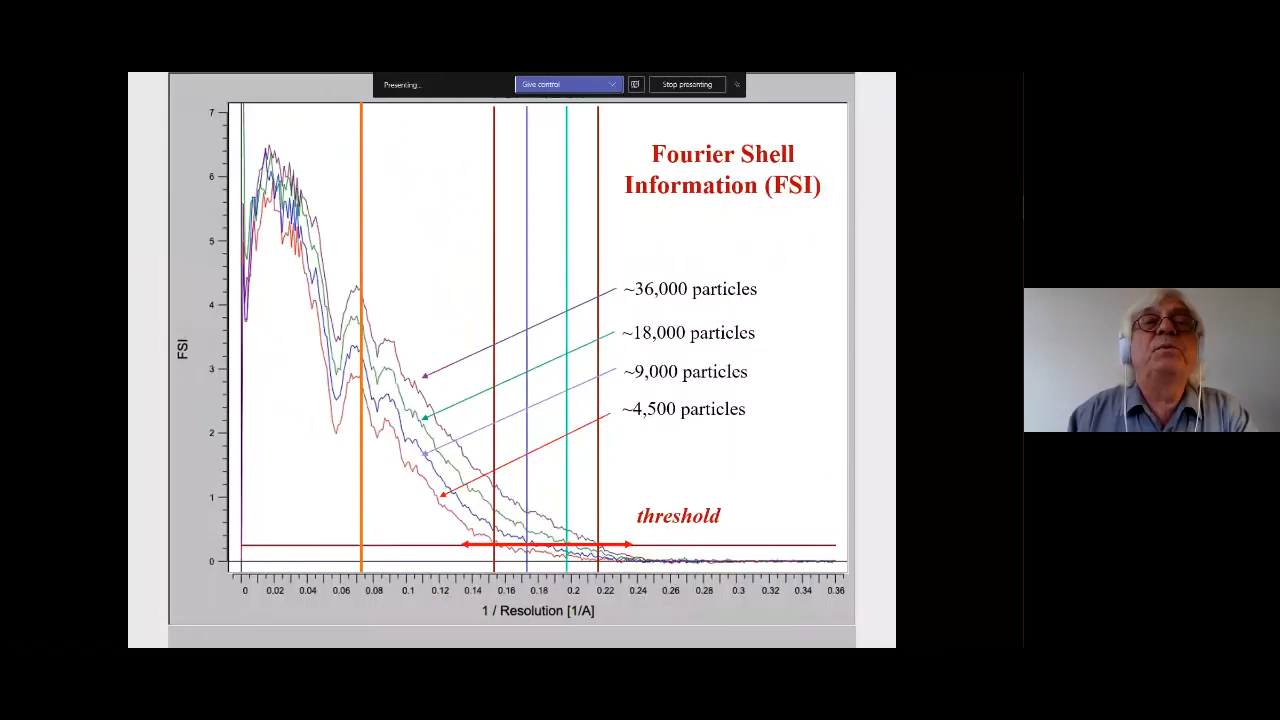 Presenting...
Give control
Stop presenting
Fourier Shell
Information (FSI)
~36,000 particles
~18,000 particles
~9,000 particles
~4,500 particles
threshold
FSI
7
6
5
4
3
2
1
0
0 0.02 0.04 0.06 0.08 0.10 0.12 0.14 0.16 0.18 0.2 0.22 0.24 0.26 0.28 0.3 0.32 0.34 0.36
1 / Resolution [1/A]